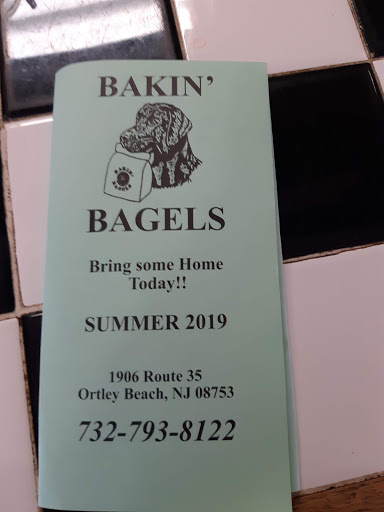 BAKIN'
BAGELS
Bring some Home
Today!!
SUMMER 2019
1906 Route 35
Ortley Beach, NJ 08753
732-793-8122